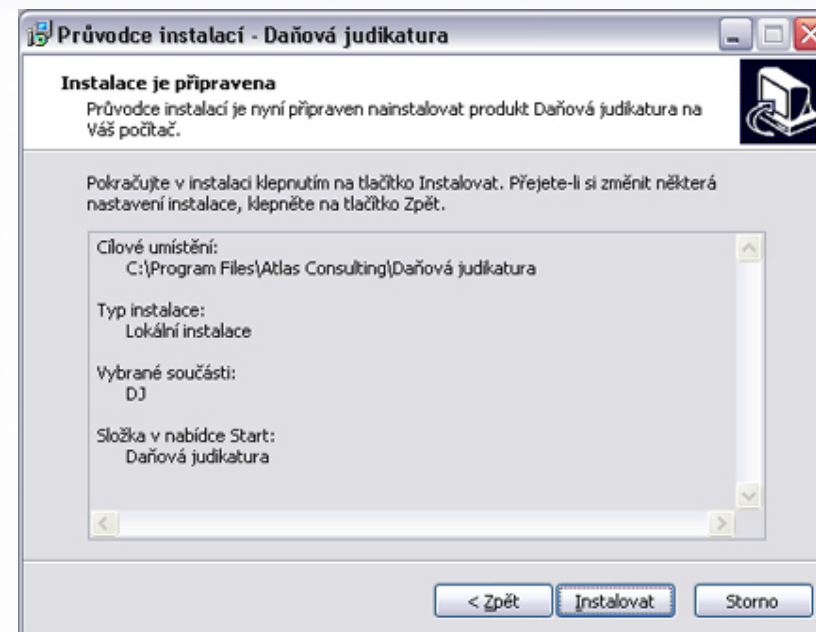 Průvodce instalací - Daňová judikatura
Instalace je připravena
Průvodce instalací je nyní připraven nainstalovat produkt Daňová judikatura na
Váš počítač.
Pokračujte v instalaci klepnutím na tlačítko Instalovat. Přejete-li si změnit některá
nastavení instalace, klepněte na tlačítko Zpět.
Cílové umístění:
C:\Program Files\Atlas Consulting\Daňová judikatura
Typ instalace:
Lokální instalace
Vybrané součásti:
DJ
Složka v nabídce Start:
Daňová judikatura
< Zpět
Instalovat
Storno